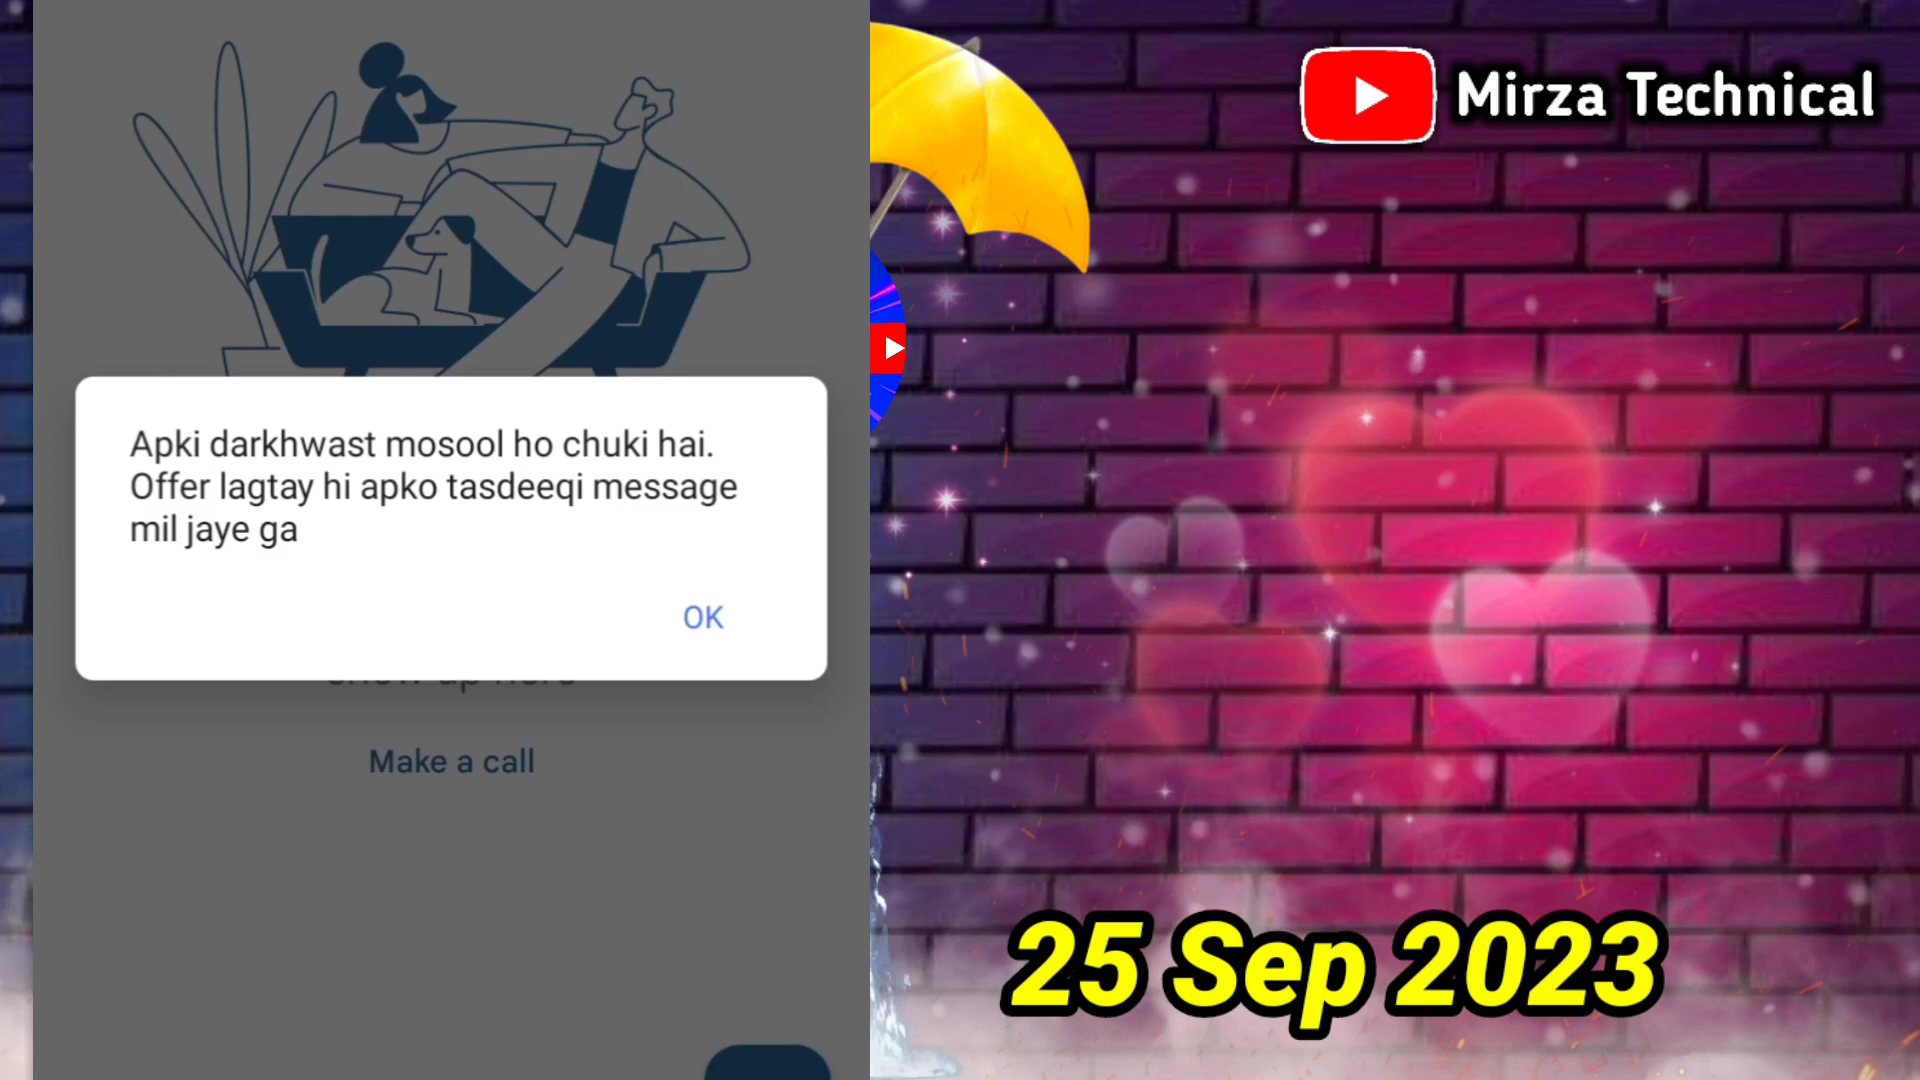 Mirza Technical
Apki darkhwast mosool ho chuki hai.
Offer lagtay hi apko tasdeeqi message
mil jaye ga
OK
Make a call
25 Sep 2023